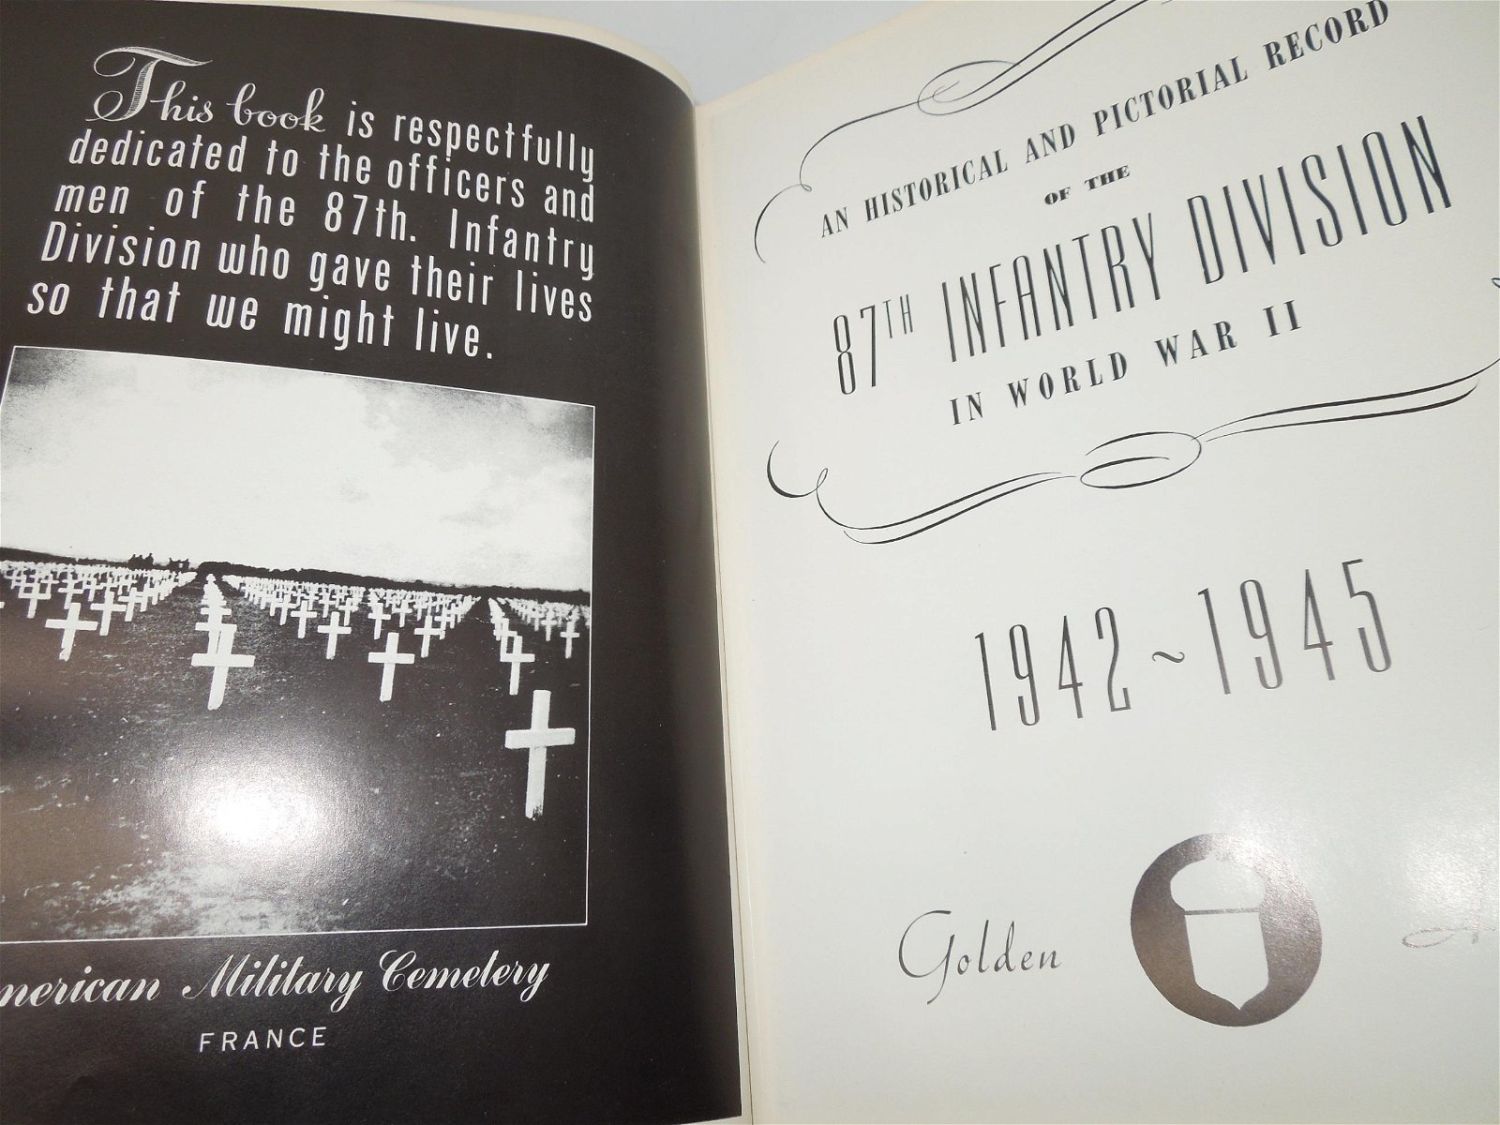 This book is respectfully
dedicated to the officers and
men of the 87th. Infantry
Division who gave their lives
so that we might live.
American Military Cemetery
FRANCE
AN HISTORICAL AND PICTORIAL RECORD
OF THE
87TH INFANTRY DIVISION
IN WORLD WAR II
1942~1945
Golden